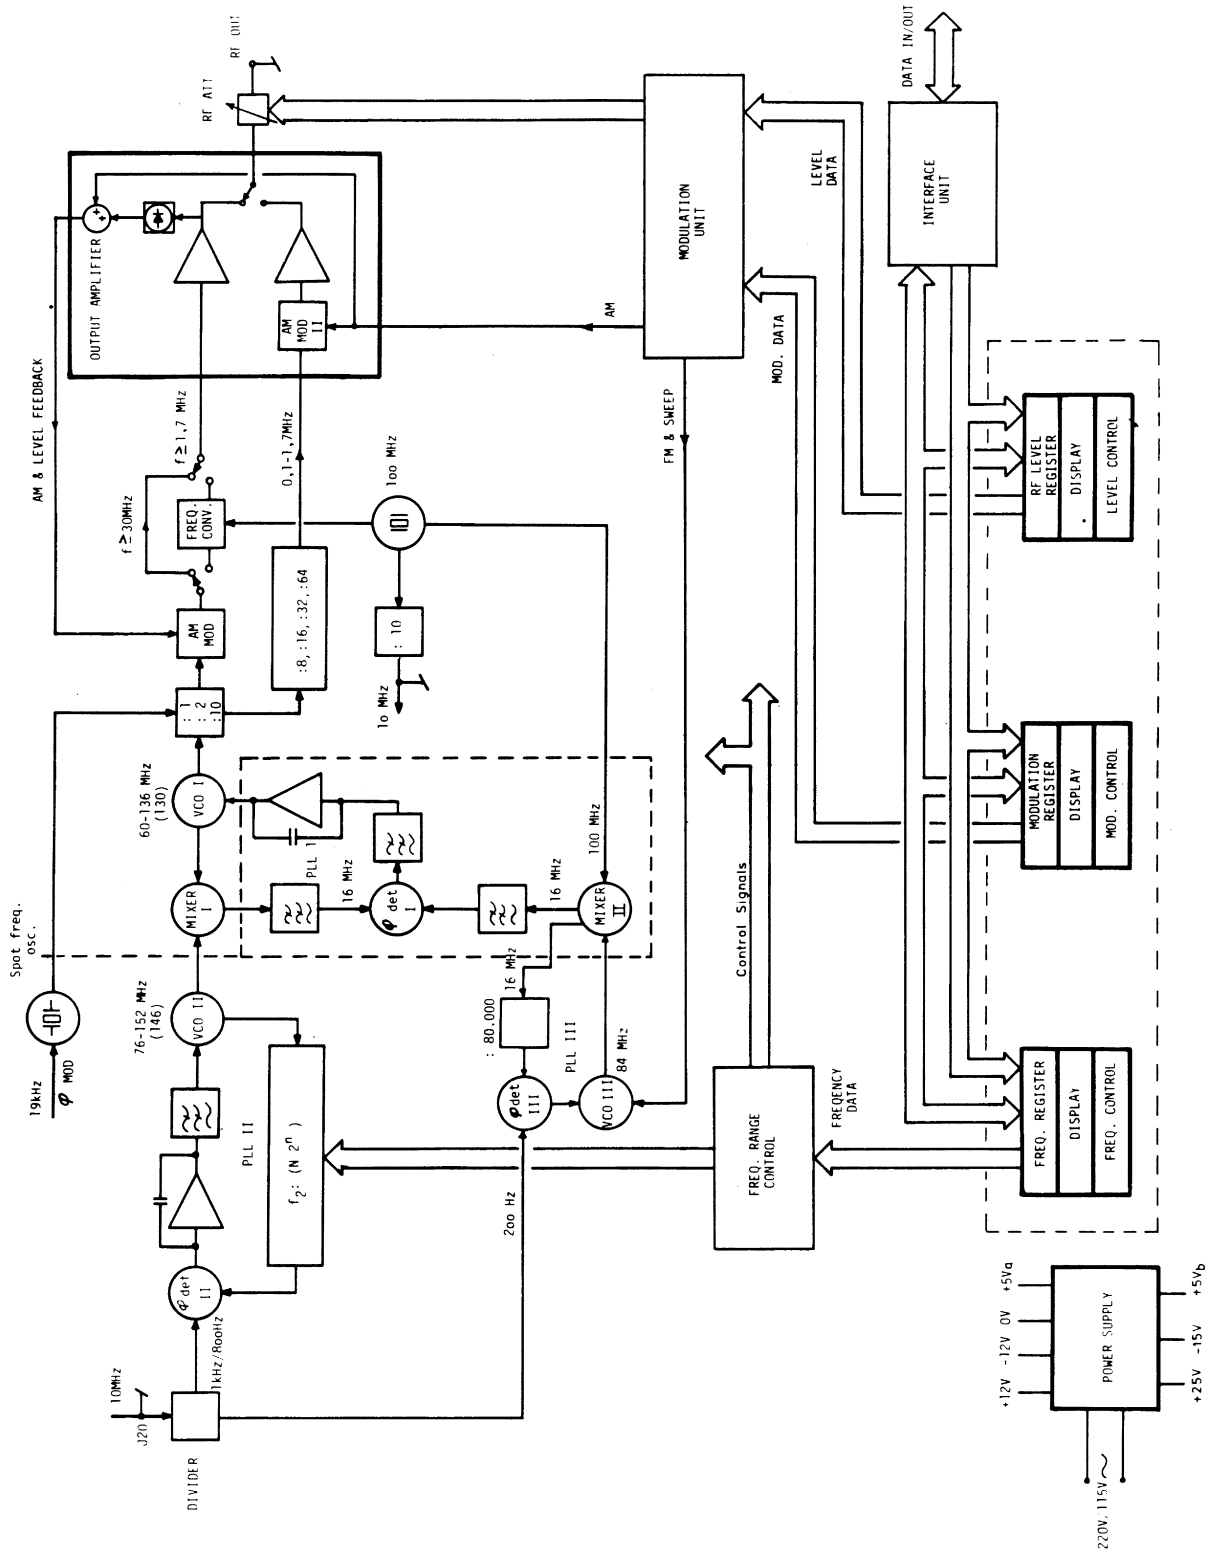 Spot freq.
osc.
19kHz
φ MOD
10MHz
J20
DIVIDER
1kHz/800Hz
φ det
II
f2: (N 2ⁿ )
PLL II
76-152 MHz
(146)
VCO II
MIXER
I
60-136 MHz
(130)
VCO I
: 1
: 2
:10
AM
MOD
f ≥ 30MHz
FREQ.
CONV.
f ≥ 1,7 MHz
AM & LEVEL FEEDBACK
OUTPUT AMPLIFIER
+
+
AM
MOD
II
RF ATT
RF OUT
:8,:16,:32,:64
0,1-1,7MHz
100 MHz
: 10
10 MHz
PLL 1
16 MHz
φ det
I
16 MHz
MIXER
II
100 MHz
16 MHz
: 80.000
PLL III
φ det
III
VCO III
84 MHz
200 Hz
FM & SWEEP
AM
MODULATION
UNIT
MOD. DATA
LEVEL
DATA
DATA IN/OUT
INTERFACE
UNIT
Control Signals
FREQ. RANGE
CONTROL
FREQENCY
DATA
FREQ. REGISTER
DISPLAY
FREQ. CONTROL
MODULATION
REGISTER
DISPLAY
MOD. CONTROL
RF LEVEL
REGISTER
DISPLAY
LEVEL CONTROL
+12V -12V 0V +5Va
POWER SUPPLY
+25V -15V +5Vb
220V, 115V ~